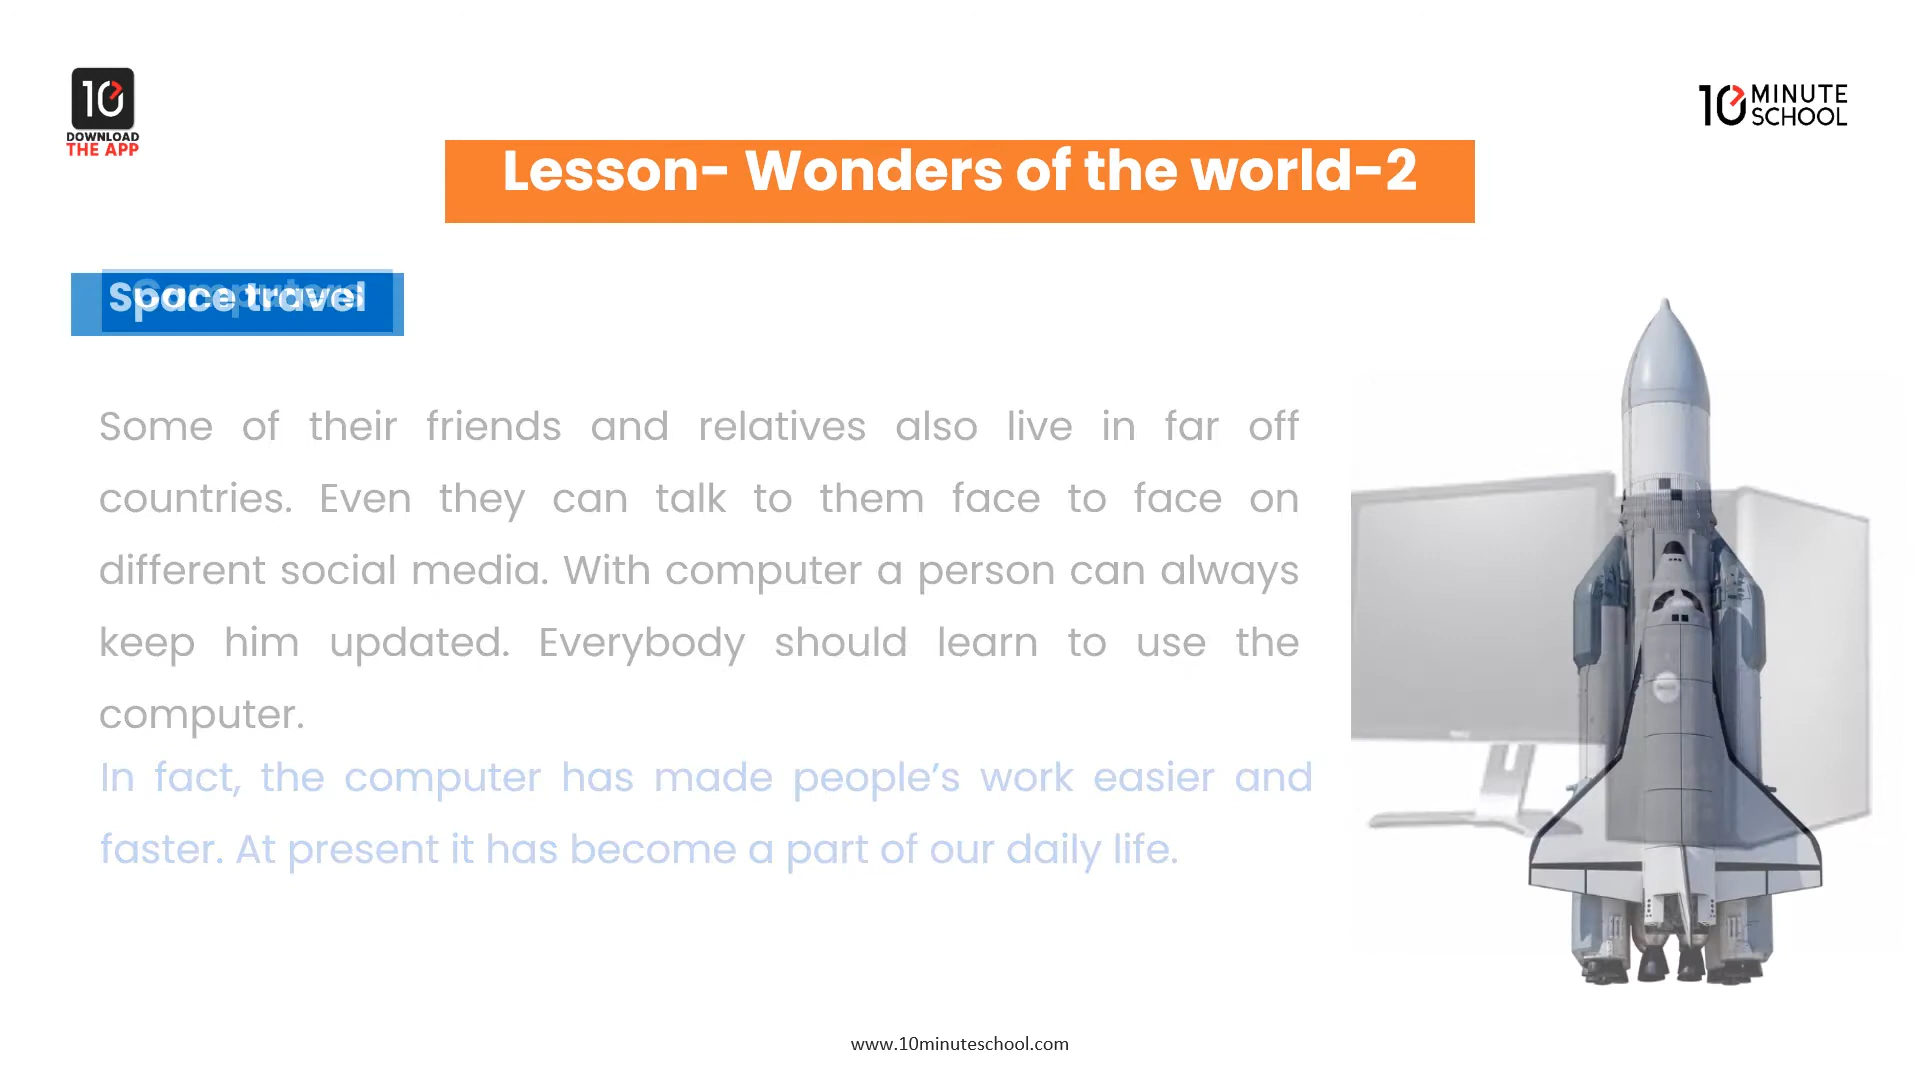 10
DOWNLOAD
THE APP
10 MINUTE
SCHOOL
Lesson- Wonders of the world-2
Space travel
Computers
Some of their friends and relatives also live in far off
countries. Even they can talk to them face to face on
different social media. With computer a person can always
keep him updated. Everybody should learn to use the
computer.
In fact, the computer has made people’s work easier and
faster. At present it has become a part of our daily life.
www.10minuteschool.com